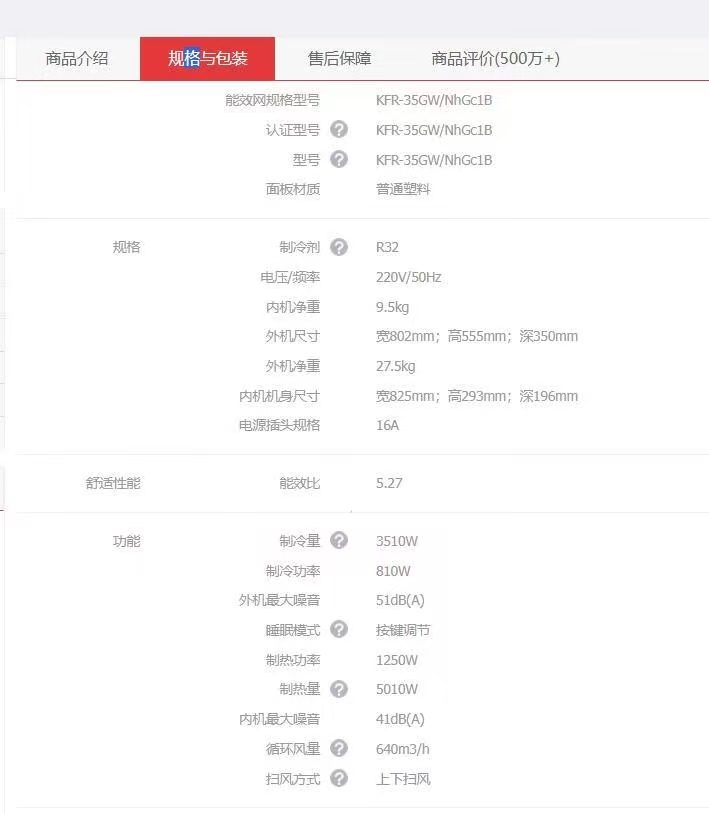 商品介绍 规格与包装 售后保障 商品评价(500万+)
能效网规格型号 KFR-35GW/NhGc1B
认证型号 ? KFR-35GW/NhGc1B
型号 ? KFR-35GW/NhGc1B
面板材质 普通塑料
规格 制冷剂 ? R32
电压/频率 220V/50Hz
内机净重 9.5kg
外机尺寸 宽802mm；高555mm；深350mm
外机净重 27.5kg
内机机身尺寸 宽825mm；高293mm；深196mm
电源插头规格 16A
舒适性能 能效比 5.27
功能 制冷量 ? 3510W
制冷功率 810W
外机最大噪音 51dB(A)
睡眠模式 ? 按键调节
制热功率 1250W
制热量 ? 5010W
内机最大噪音 41dB(A)
循环风量 ? 640m3/h
扫风方式 ? 上下扫风